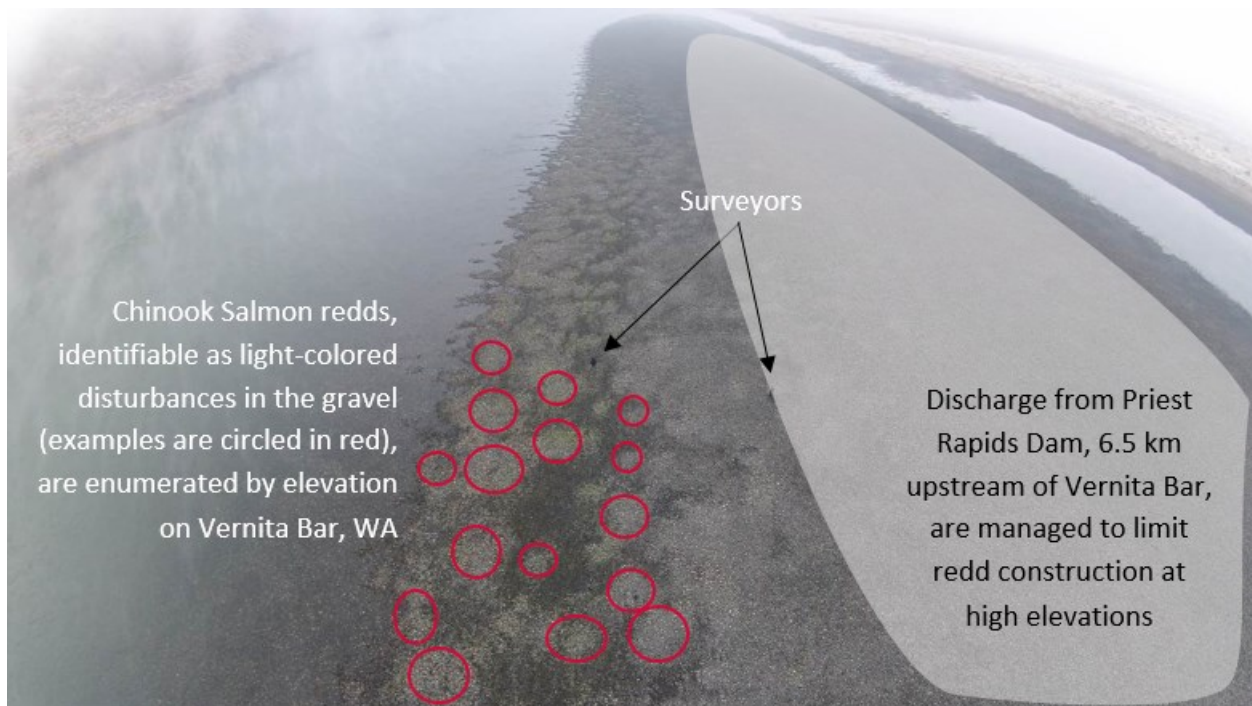 Surveyors
Chinook Salmon redds,
identifiable as light-colored
disturbances in the gravel
(examples are circled in red),
are enumerated by elevation
on Vernita Bar, WA
Discharge from Priest
Rapids Dam, 6.5 km
upstream of Vernita Bar,
are managed to limit
redd construction at
high elevations